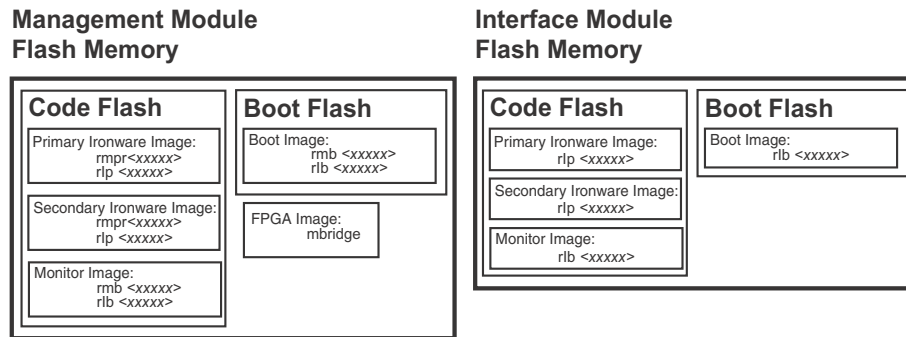 Management Module
Flash Memory
Code Flash
Primary Ironware Image:
rmpr<xxxxx>
rlp <xxxxx>
Secondary Ironware Image:
rmpr<xxxxx>
rlp <xxxxx>
Monitor Image:
rmb <xxxxx>
rlb <xxxxx>
Boot Flash
Boot Image:
rmb <xxxxx>
rlb <xxxxx>
FPGA Image:
mbridge
Interface Module
Flash Memory
Code Flash
Primary Ironware Image:
rlp <xxxxx>
Secondary Ironware Image:
rlp <xxxxx>
Monitor Image:
rlb <xxxxx>
Boot Flash
Boot Image:
rlb <xxxxx>